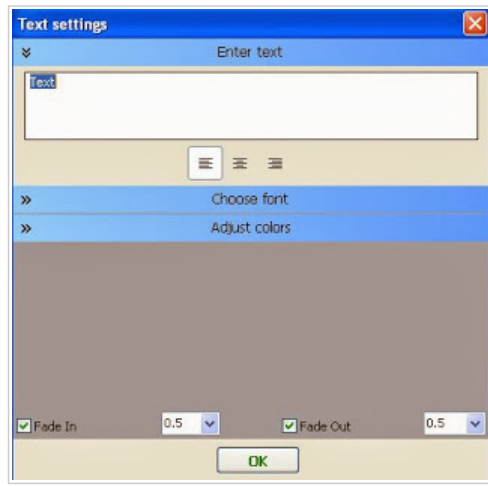 Text settings
Enter text
Text
Choose font
Adjust colors
Fade In 0.5 Fade Out 0.5
OK